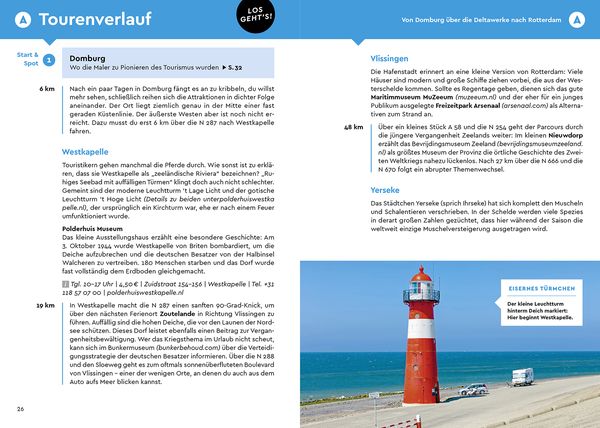 Tourenverlauf
LOS
GEHT'S!
Start &
Spot
1
Domburg
Wo die Maler zu Pionieren des Tourismus wurden ▶ S. 32
6 km
Nach ein paar Tagen in Domburg fängt es an zu kribbeln, du willst
mehr sehen, schließlich reihen sich die Attraktionen in dichter Folge
aneinander. Der Ort liegt ziemlich genau in der Mitte einer fast
geraden Küstenlinie. Der äußerste Westen aber ist noch nicht er-
reicht. Dazu musst du erst 6 km über die N 287 nach Westkapelle
fahren.
Westkapelle
Touristikern gehen manchmal die Pferde durch. Wie sonst ist zu erklä-
ren, dass sie Westkapelle als „zeeländische Riviera“ bezeichnen? „Ru-
higes Seebad mit auffälligen Türmen“ klingt doch auch nicht schlechter.
Gemeint sind der moderne Leuchtturm 't Lage Licht und der gotische
Leuchtturm 't Hoge Licht (Details zu beiden unterpolderhuiswestka
pelle.nl), der ursprünglich ein Kirchturm war, ehe er nach einem Feuer
umfunktioniert wurde.
Polderhuis Museum
Das kleine Ausstellungshaus erzählt eine besondere Geschichte: Am
3. Oktober 1944 wurde Westkapelle von Briten bombardiert, um die
Deiche aufzubrechen und die deutschen Besatzer von der Halbinsel
Walcheren zu vertreiben. 180 Menschen starben und das Dorf wurde
fast vollständig dem Erdboden gleichgemacht.
i Tgl. 10–17 Uhr | 4,50 € | Zuidstraat 154–156 | Westkapelle | Tel. +31
118 57 07 00 | polderhuiswestkapelle.nl
19 km
In Westkapelle macht die N 287 einen sanften 90-Grad-Knick, um
über den nächsten Ferienort Zoutelande in Richtung Vlissingen zu
führen. Auffällig sind die hohen Deiche, die vor den Launen der Nord-
see schützen. Dieses Dorf leistet ebenfalls einen Beitrag zur Vergan-
genheitsbewältigung. Wer das Kriegsthema im Urlaub nicht scheut,
kann sich im Bunkermuseum (bunkerbehoud.com) über die Verteidi-
gungsstrategie der deutschen Besatzer informieren. Über die N 288
und den Sloeweg geht es zum oftmals sonnenüberfluteten Boulevard
von Vlissingen – einer der wenigen Orte, an denen du auch aus dem
Auto aufs Meer blicken kannst.
26
Von Domburg über die Deltawerke nach Rotterdam
Vlissingen
Die Hafenstadt erinnert an eine kleine Version von Rotterdam: Viele
Häuser sind modern und große Schiffe ziehen vorbei, die aus der Wes-
terschelde kommen. Sollte es Regentage geben, dienen sich das gute
Maritimmuseum MuZeeum (muzeeum.nl) und der eher für ein junges
Publikum ausgelegte Freizeitpark Arsenaal (arsenaal.com) als Alterna-
tiven zum Strand an.
48 km
Über ein kleines Stück A 58 und die N 254 geht der Parcours durch
die jüngere Vergangenheit Zeelands weiter: Im kleinen Nieuwdorp
erzählt das Bevrijdingsmuseum Zeeland (bevrijdingsmuseumzeeland.
nl) als größtes Museum der Provinz die örtliche Geschichte des Zwei-
ten Weltkriegs nahezu lückenlos. Nach 27 km über die N 666 und die
N 670 folgt ein abrupter Themenwechsel.
Yerseke
Das Städtchen Yerseke (sprich Ihrseke) hat sich komplett den Muscheln
und Schalentieren verschrieben. In der Schelde werden viele Spezies
in derart großen Zahlen gezüchtet, dass hier während der Saison die
weltweit einzige Muschelversteigerung ausgetragen wird.
EISERNES TÜRMCHEN
Der kleine Leuchtturm
hinterm Deich markiert:
Hier beginnt Westkapelle.